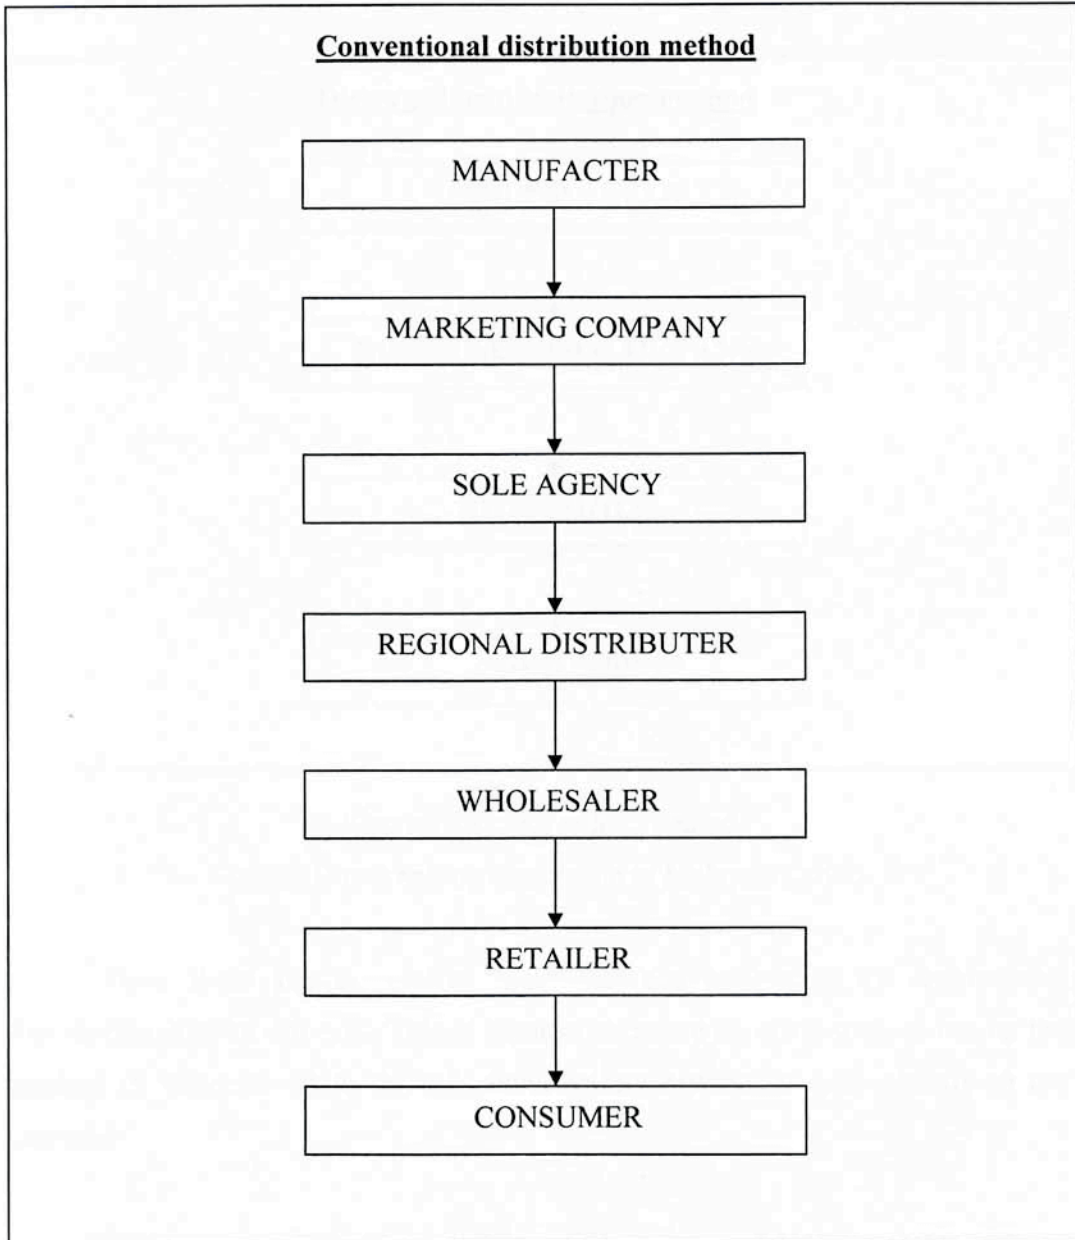 Conventional distribution method
MANUFACTER
MARKETING COMPANY
SOLE AGENCY
REGIONAL DISTRIBUTER
WHOLESALER
RETAILER
CONSUMER